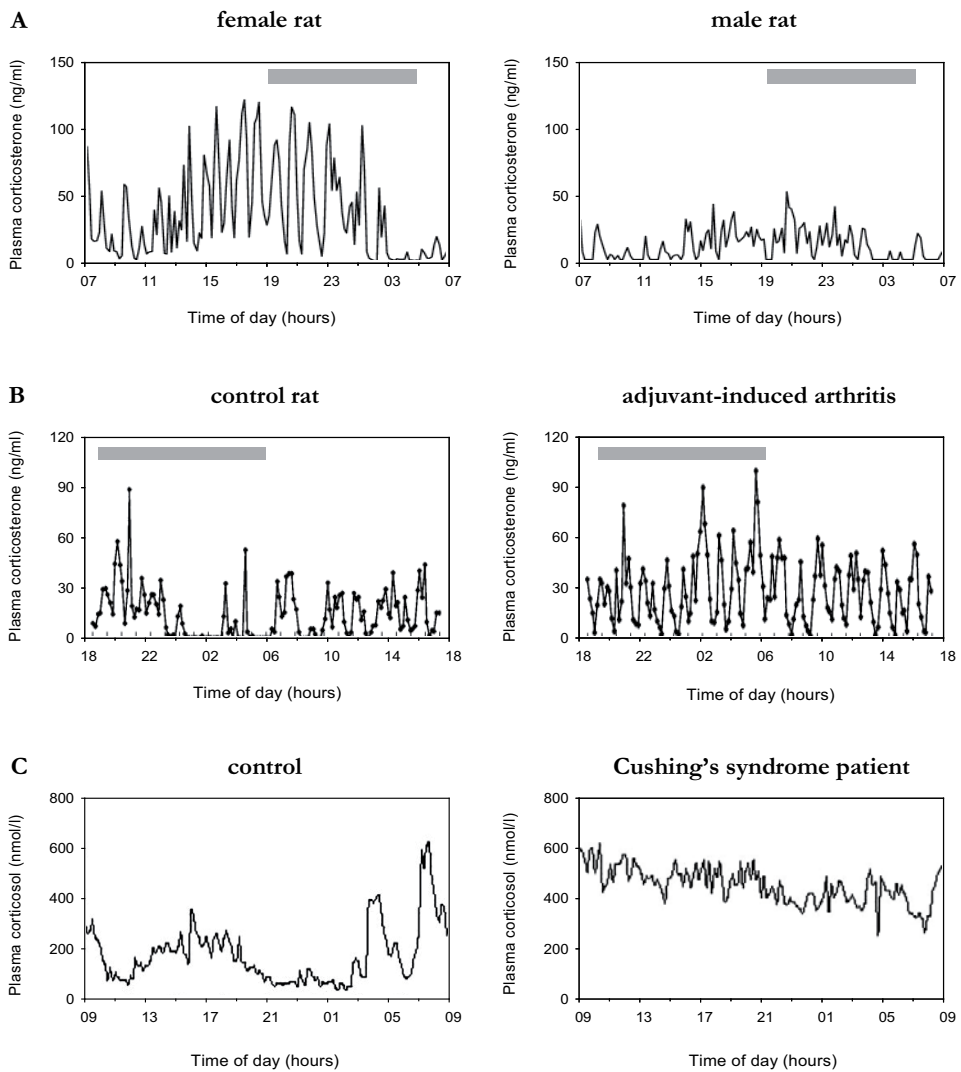 A
female rat
male rat
Plasma corticosterone (ng/ml)
150
100
50
0
07 11 15 19 23 03 07
Time of day (hours)
Plasma corticosterone (ng/ml)
150
100
50
0
07 11 15 19 23 03 07
Time of day (hours)
B
control rat
adjuvant-induced arthritis
Plasma corticosterone (ng/ml)
120
90
60
30
0
18 22 02 06 10 14 18
Time of day (hours)
Plasma corticosterone (ng/ml)
120
90
60
30
0
18 22 02 06 10 14 18
Time of day (hours)
C
control
Cushing’s syndrome patient
Plasma corticosol (nmol/l)
800
600
400
200
0
09 13 17 21 01 05 09
Time of day (hours)
Plasma corticosol (nmol/l)
800
600
400
200
0
09 13 17 21 01 05 09
Time of day (hours)